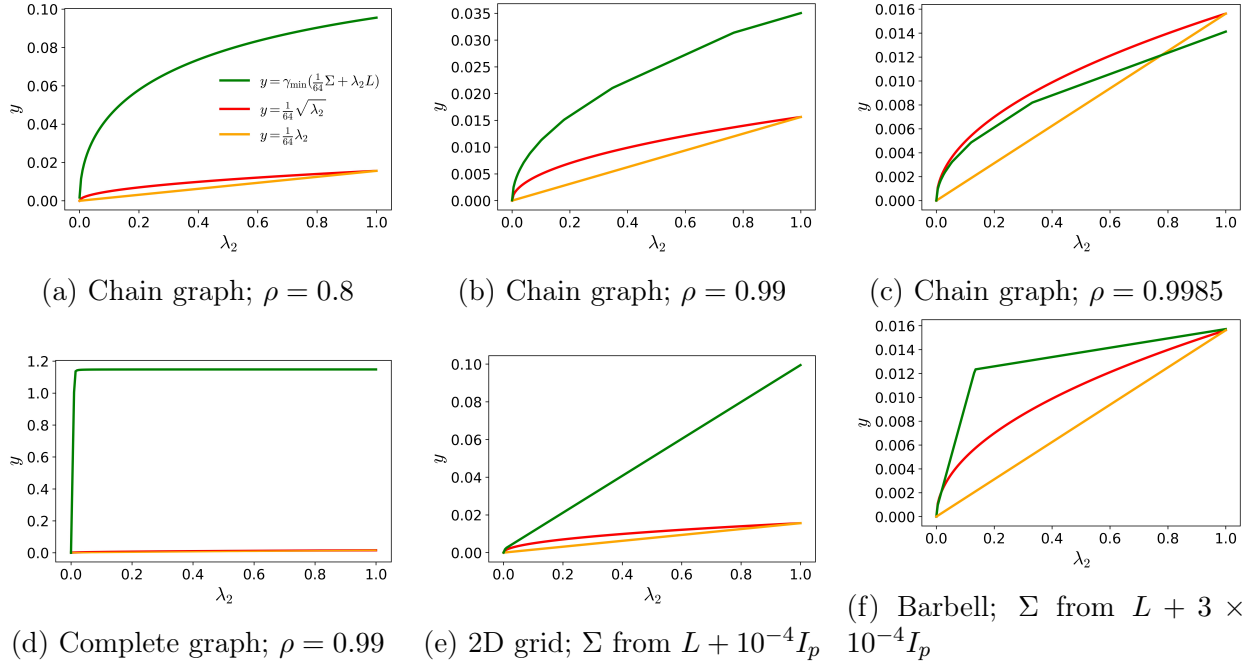 0.10
0.08
0.06
0.04
0.02
0.00
y
0.0 0.2 0.4 0.6 0.8 1.0
λ₂
y = γ_min(1/64 Σ + λ₂L)
y = 1/64 √λ₂
y = 1/64 λ₂
(a) Chain graph; ρ = 0.8
0.035
0.030
0.025
0.020
0.015
0.010
0.005
0.000
y
0.0 0.2 0.4 0.6 0.8 1.0
λ₂
(b) Chain graph; ρ = 0.99
0.016
0.014
0.012
0.010
0.008
0.006
0.004
0.002
0.000
y
0.0 0.2 0.4 0.6 0.8 1.0
λ₂
(c) Chain graph; ρ = 0.9985
1.2
1.0
0.8
0.6
0.4
0.2
0.0
y
0.0 0.2 0.4 0.6 0.8 1.0
λ₂
(d) Complete graph; ρ = 0.99
0.10
0.08
0.06
0.04
0.02
0.00
y
0.0 0.2 0.4 0.6 0.8 1.0
λ₂
(e) 2D grid; Σ from L + 10⁻⁴I_p
0.016
0.014
0.012
0.010
0.008
0.006
0.004
0.002
0.000
y
0.0 0.2 0.4 0.6 0.8 1.0
λ₂
(f) Barbell; Σ from L + 3 ×
10⁻⁴I_p